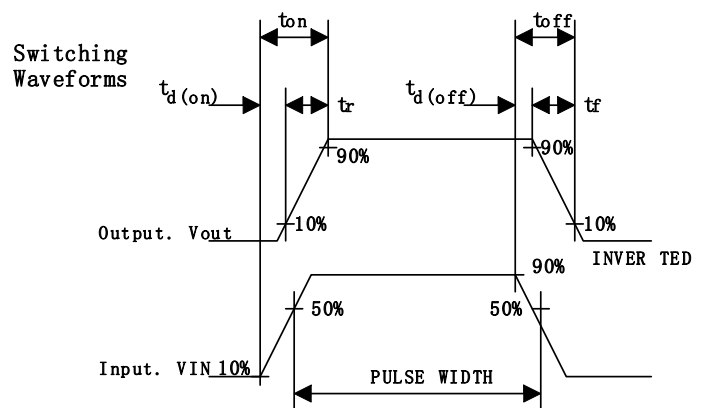 ton
toff
Switching
Waveforms
td(on)
tr
td(off)
tf
90%
90%
10%
10%
Output. Vout
INVER TED
90%
50%
50%
Input. VIN 10%
PULSE WIDTH